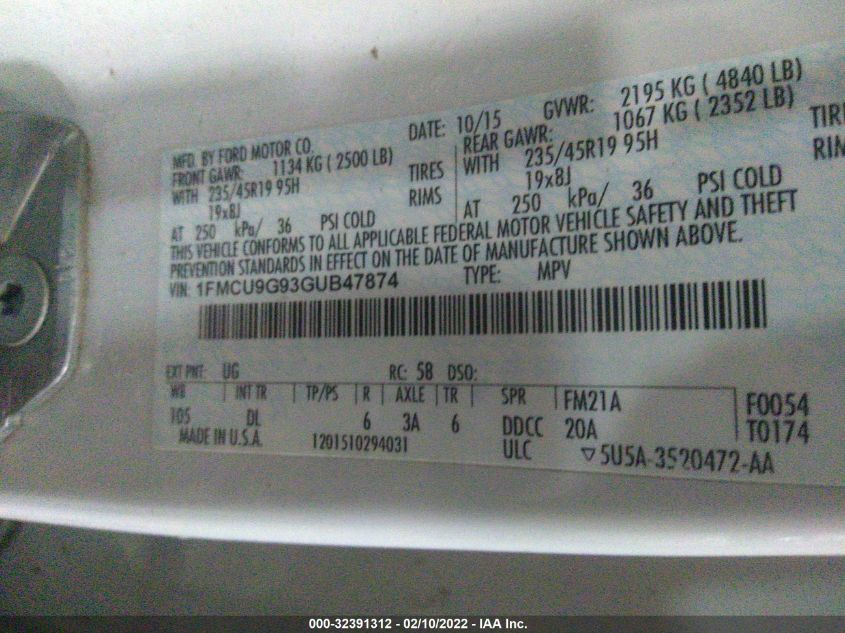 MFD. BY FORD MOTOR CO.
DATE: 10/15 GVWR: 2195 KG ( 4840 LB)
FRONT GAWR: 1134 KG ( 2500 LB) REAR GAWR: 1067 KG ( 2352 LB)
WITH 235/45R19 95H TIRES WITH 235/45R19 95H TIRE
19x8J RIMS 19x8J RIM
AT 250 kPa/ 36 PSI COLD AT 250 kPa/ 36 PSI COLD
THIS VEHICLE CONFORMS TO ALL APPLICABLE FEDERAL MOTOR VEHICLE SAFETY AND THEFT
PREVENTION STANDARDS IN EFFECT ON THE DATE OF MANUFACTURE SHOWN ABOVE.
VIN: 1FMCU9G93GUB47874 TYPE: MPV
EXT PNT: UG RC: 58 DSO:
WB INT TR TP/PS R AXLE TR SPR FM21A F0054
105 DL 6 3A 6 DDCC 20A T0174
MADE IN U.S.A. 1201510294031 ULC ▽5U5A-3520472-AA
000-32391312 - 02/10/2022 - IAA Inc.